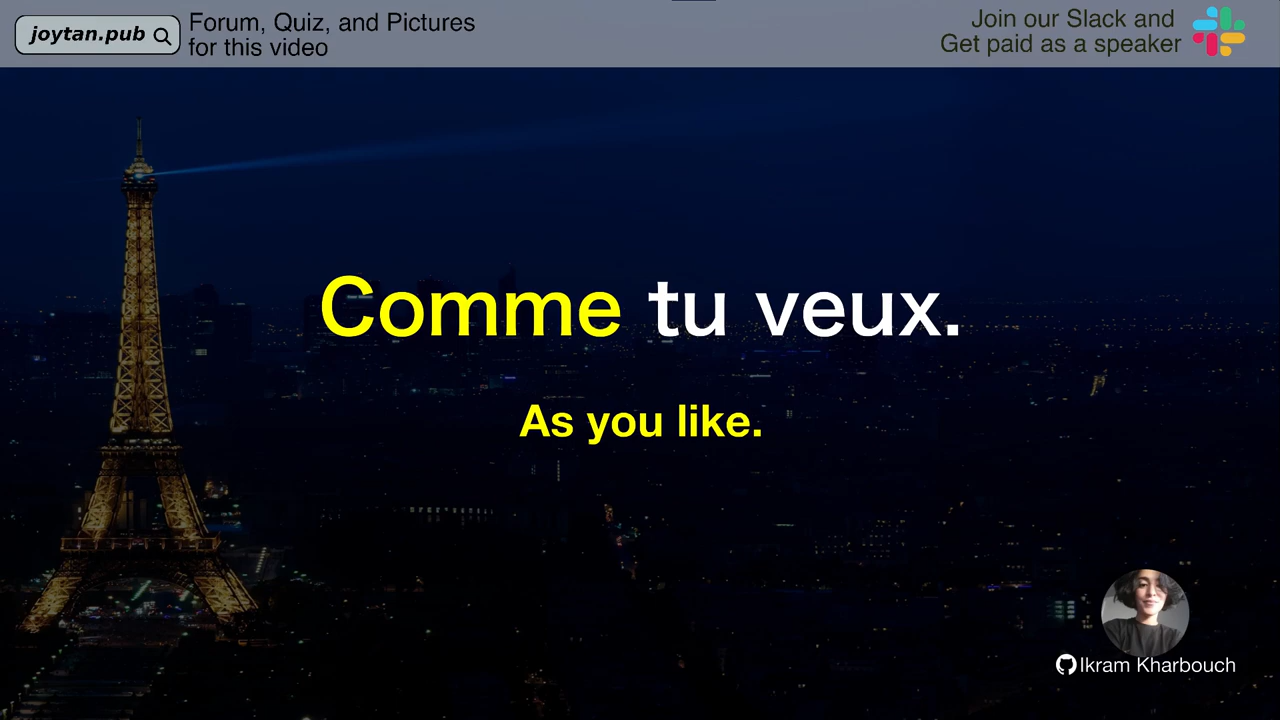 joytan.pub
Forum, Quiz, and Pictures
for this video
Join our Slack and
Get paid as a speaker
Comme tu veux.
As you like.
Ikram Kharbouch